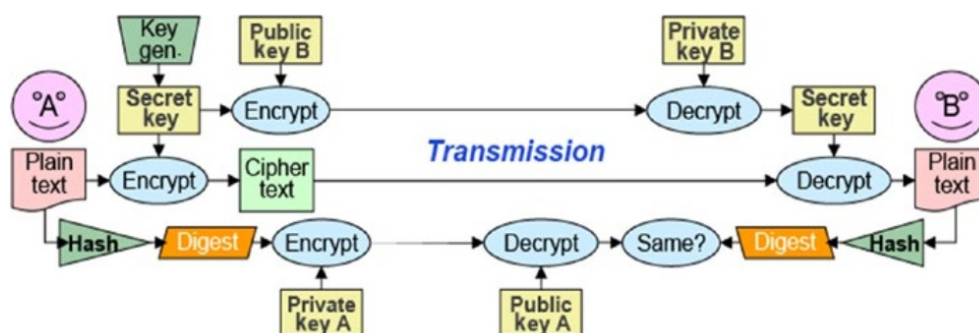 Key
gen.
Public
key B
Private
key B
A
Secret
key
Encrypt
Decrypt
Secret
key
B
Transmission
Plain
text
Encrypt
Cipher
text
Decrypt
Plain
text
Hash
Digest
Encrypt
Decrypt
Same?
Digest
Hash
Private
key A
Public
key A